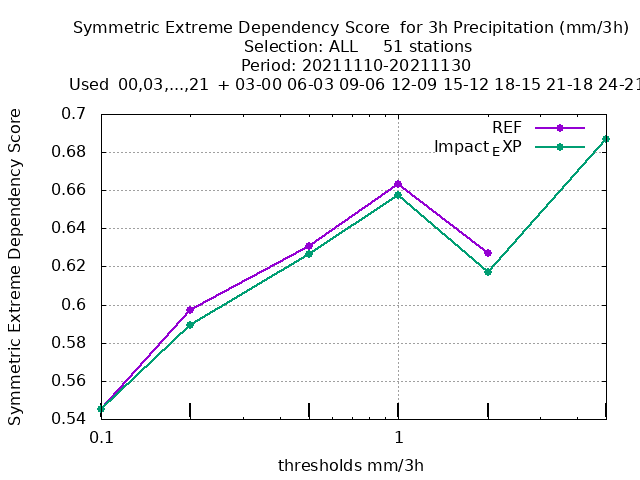 Symmetric Extreme Dependency Score  for 3h Precipitation (mm/3h)
Selection: ALL     51 stations
Period: 20211110-20211130
Used  00,03,...,21  + 03-00 06-03 09-06 12-09 15-12 18-15 21-18 24-21
Symmetric Extreme Dependency Score
0.7
0.68
0.66
0.64
0.62
0.6
0.58
0.56
0.54
REF
Impact_EXP
0.1
1
thresholds mm/3h